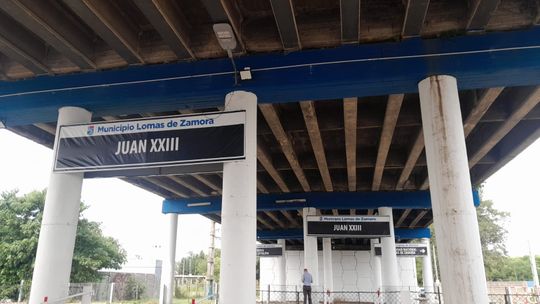 Municipio Lomas de Zamora
JUAN XXIII
Municipio Lomas de Zamora
JUAN XXIII